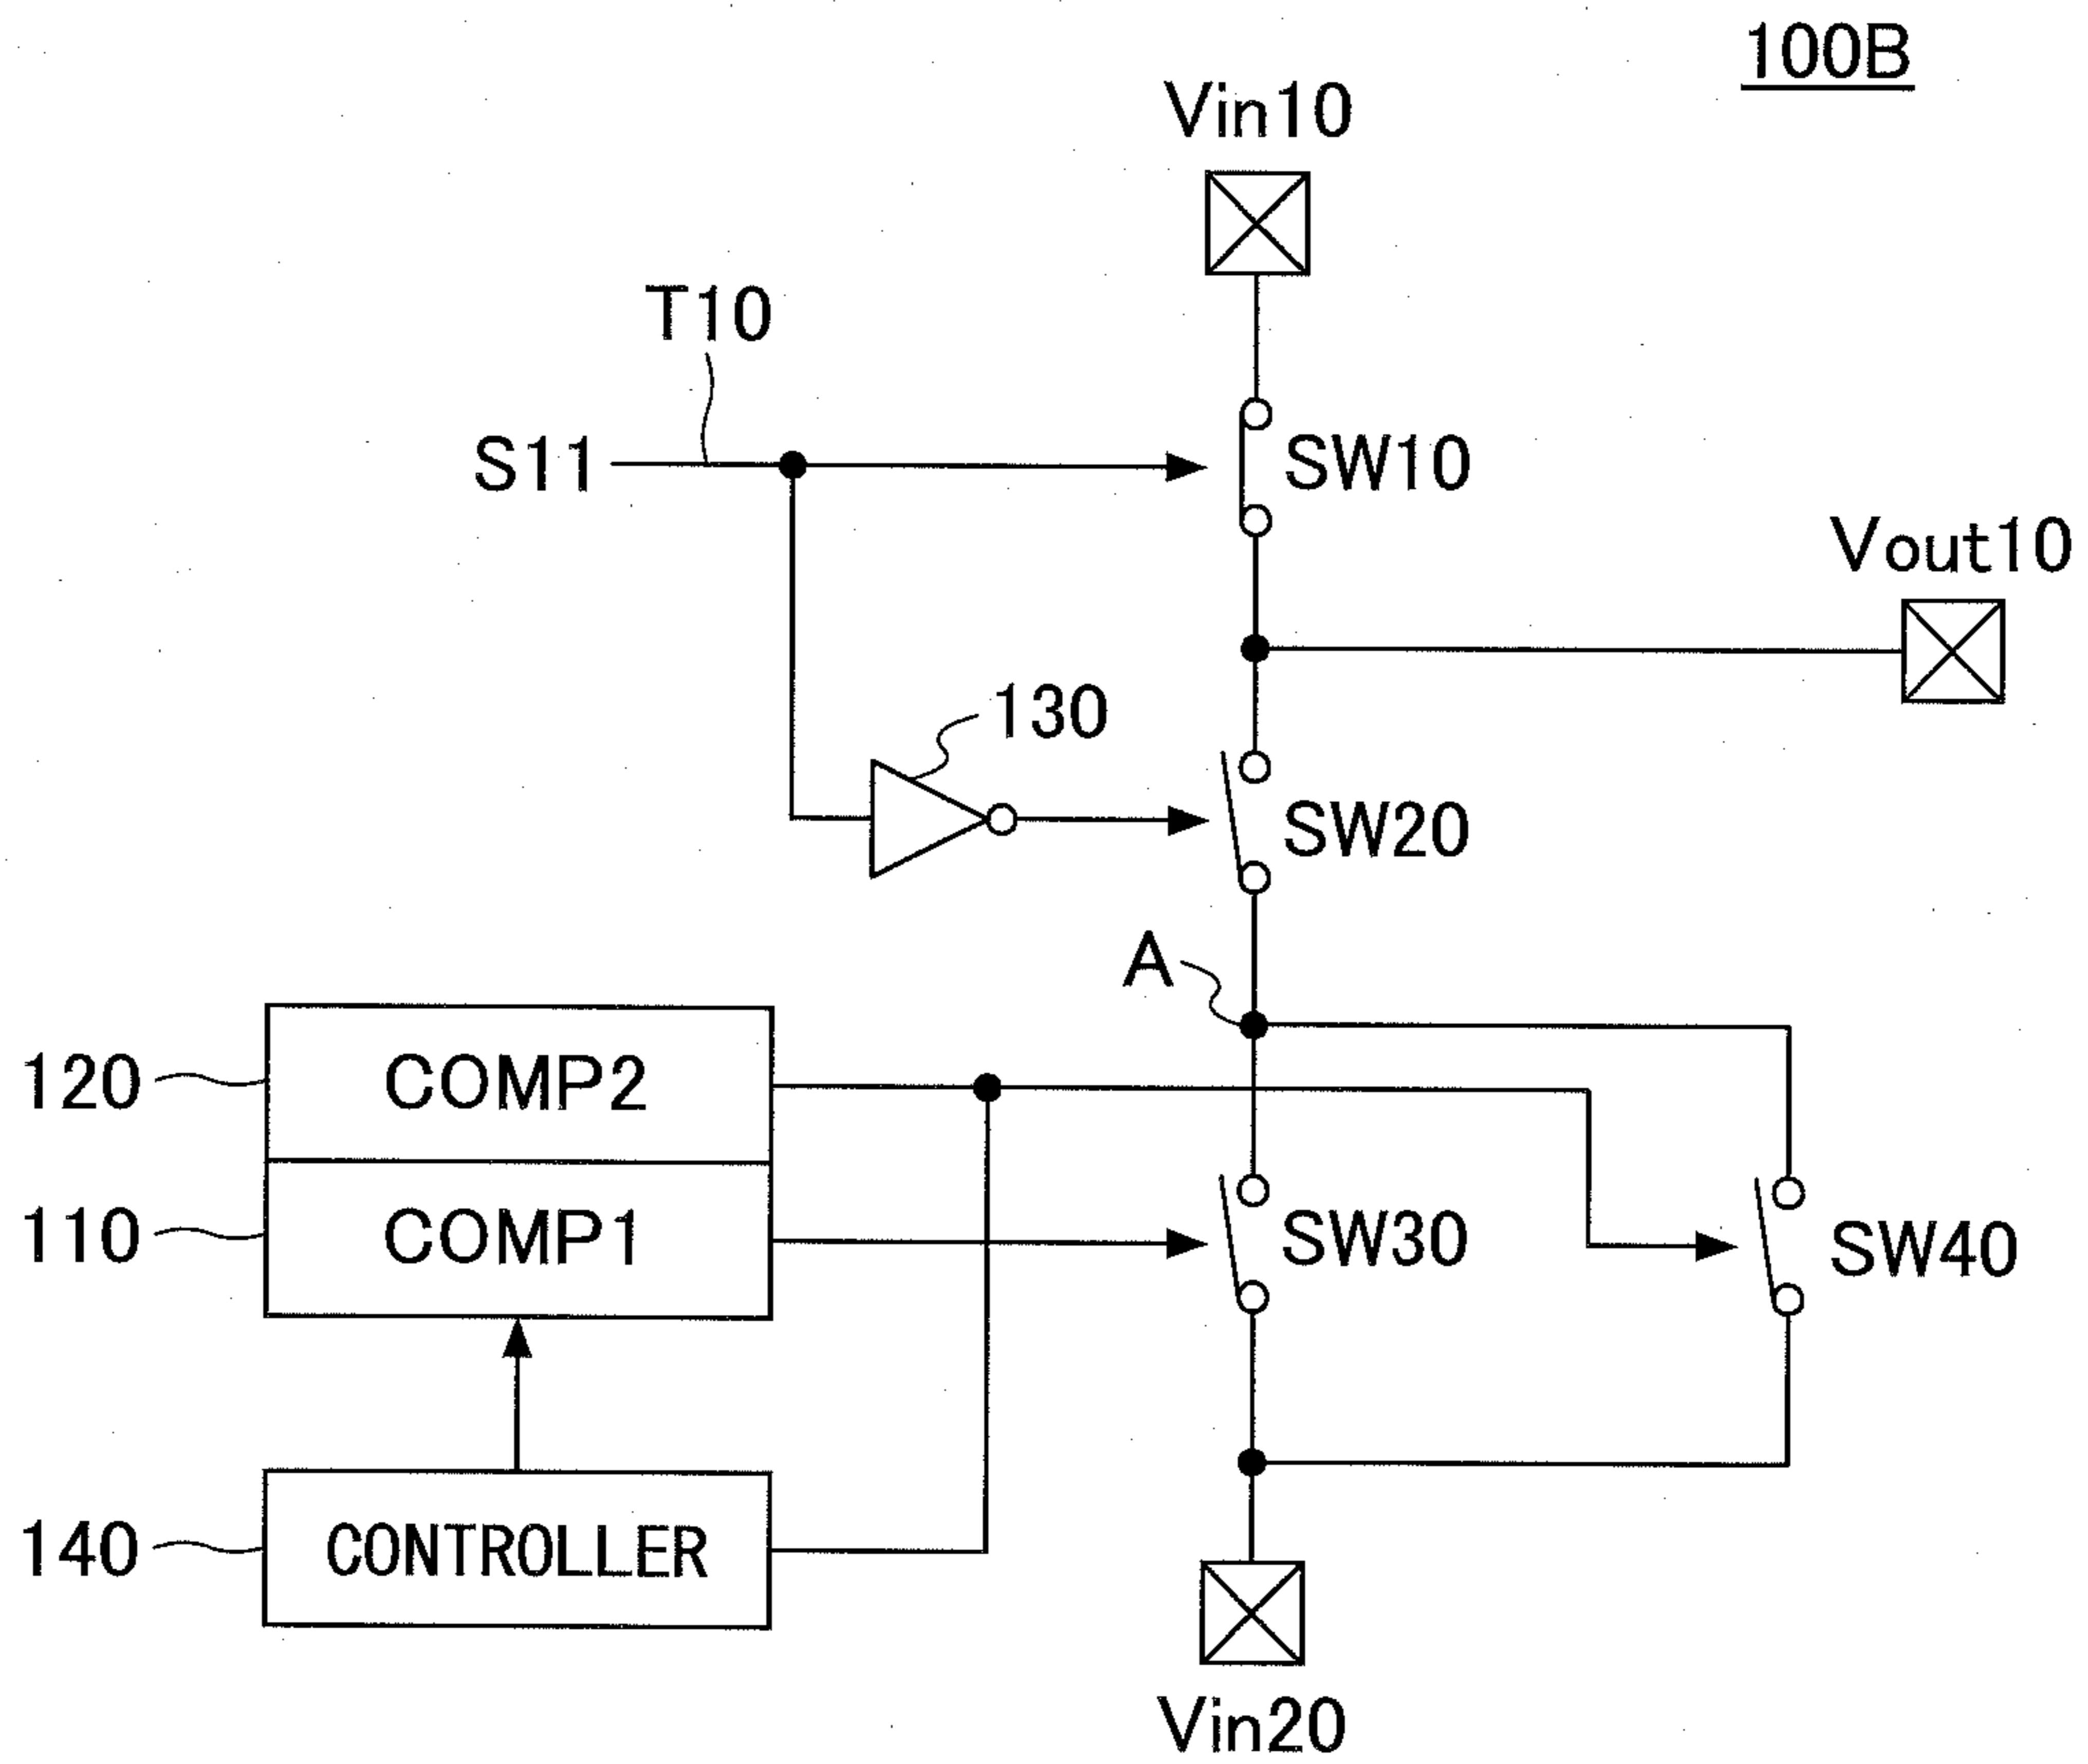 100B
Vin10
T10
S11
SW10
Vout10
130
SW20
A
120
COMP2
110
COMP1
SW30
SW40
140
CONTROLLER
Vin20